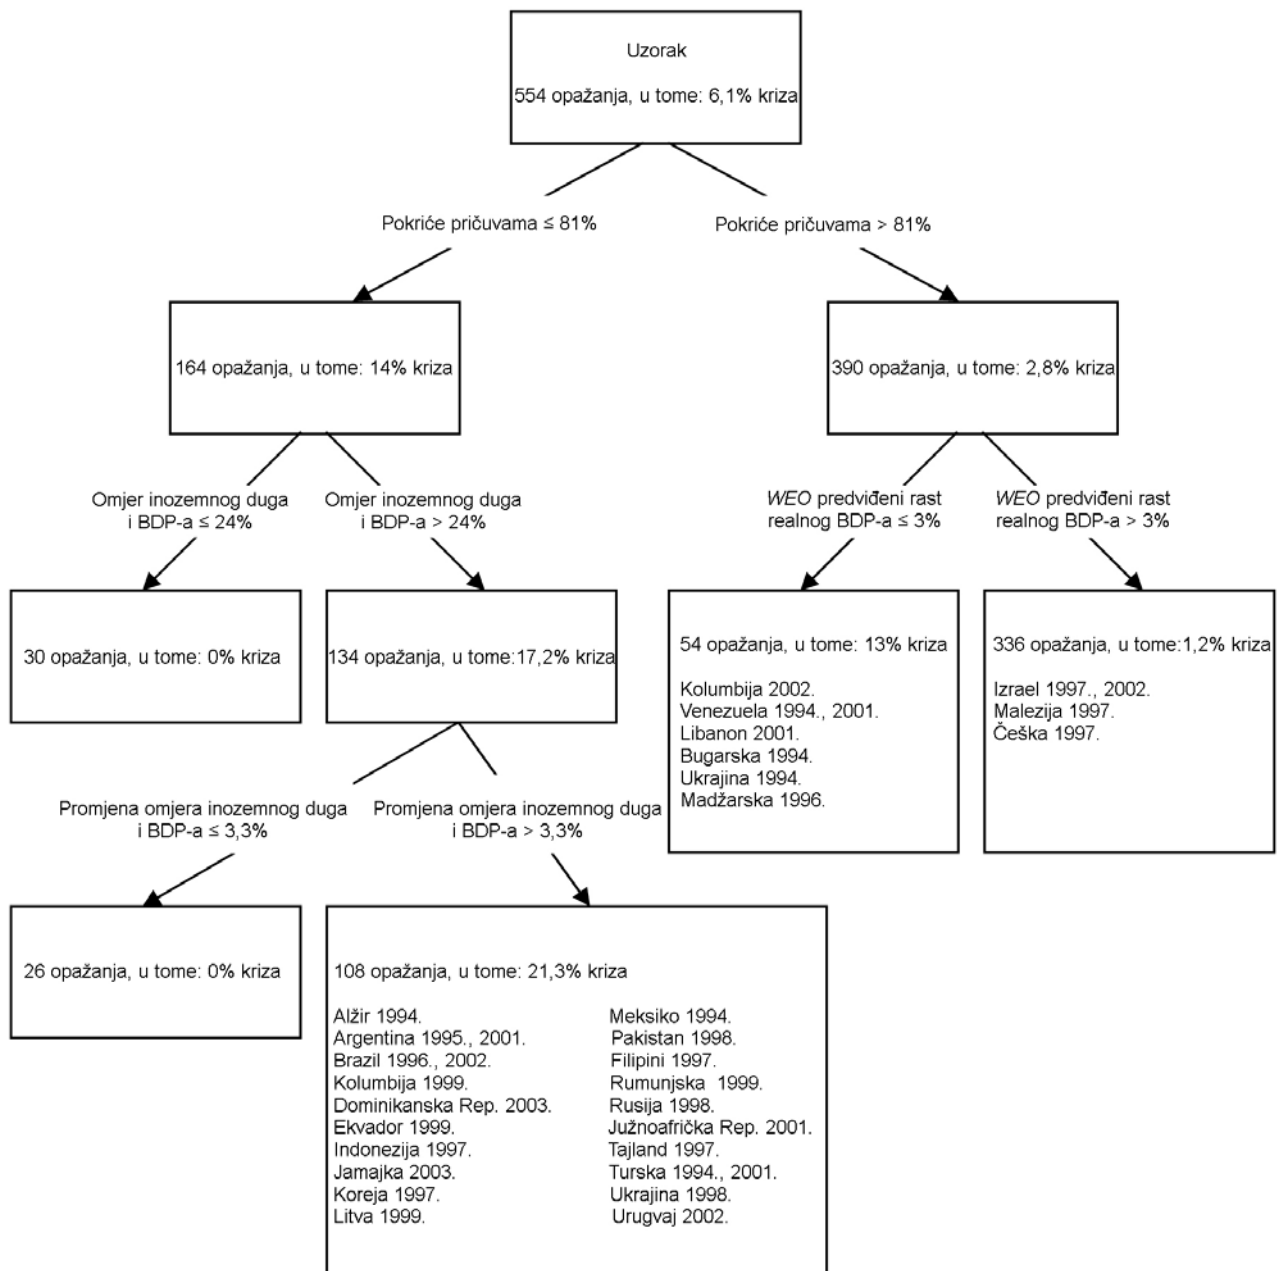 Uzorak
554 opažanja, u tome: 6,1% kriza
Pokriće pričuvama ≤ 81%
Pokriće pričuvama > 81%
164 opažanja, u tome: 14% kriza
390 opažanja, u tome: 2,8% kriza
Omjer inozemnog duga
i BDP-a ≤ 24%
Omjer inozemnog duga
i BDP-a > 24%
WEO predviđeni rast
realnog BDP-a ≤ 3%
WEO predviđeni rast
realnog BDP-a > 3%
30 opažanja, u tome: 0% kriza
134 opažanja, u tome:17,2% kriza
54 opažanja, u tome: 13% kriza
Kolumbija 2002.
Venezuela 1994., 2001.
Libanon 2001.
Bugarska 1994.
Ukrajina 1994.
Madžarska 1996.
336 opažanja, u tome:1,2% kriza
Izrael 1997., 2002.
Malezija 1997.
Češka 1997.
Promjena omjera inozemnog duga
i BDP-a ≤ 3,3%
Promjena omjera inozemnog duga
i BDP-a > 3,3%
26 opažanja, u tome: 0% kriza
108 opažanja, u tome: 21,3% kriza
Alžir 1994.
Argentina 1995., 2001.
Brazil 1996., 2002.
Kolumbija 1999.
Dominikanska Rep. 2003.
Ekvador 1999.
Indonezija 1997.
Jamajka 2003.
Koreja 1997.
Litva 1999.
Meksiko 1994.
Pakistan 1998.
Filipini 1997.
Rumunjska 1999.
Rusija 1998.
Južnoafrička Rep. 2001.
Tajland 1997.
Turska 1994., 2001.
Ukrajina 1998.
Urugvaj 2002.